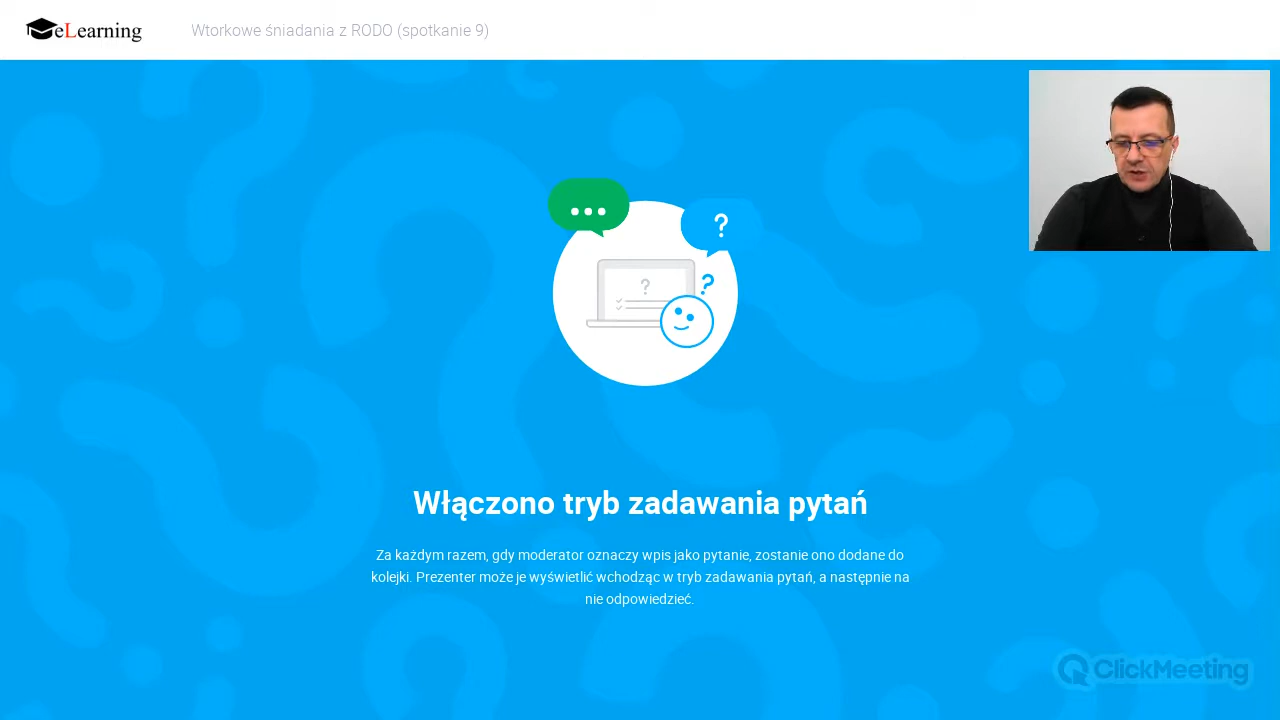 eLearning
Wtorkowe śniadania z RODO (spotkanie 9)
?
?
?
Włączono tryb zadawania pytań
Za każdym razem, gdy moderator oznaczy wpis jako pytanie, zostanie ono dodane do
kolejki. Prezenter może je wyświetlić wchodząc w tryb zadawania pytań, a następnie na
nie odpowiedzieć.
ClickMeeting